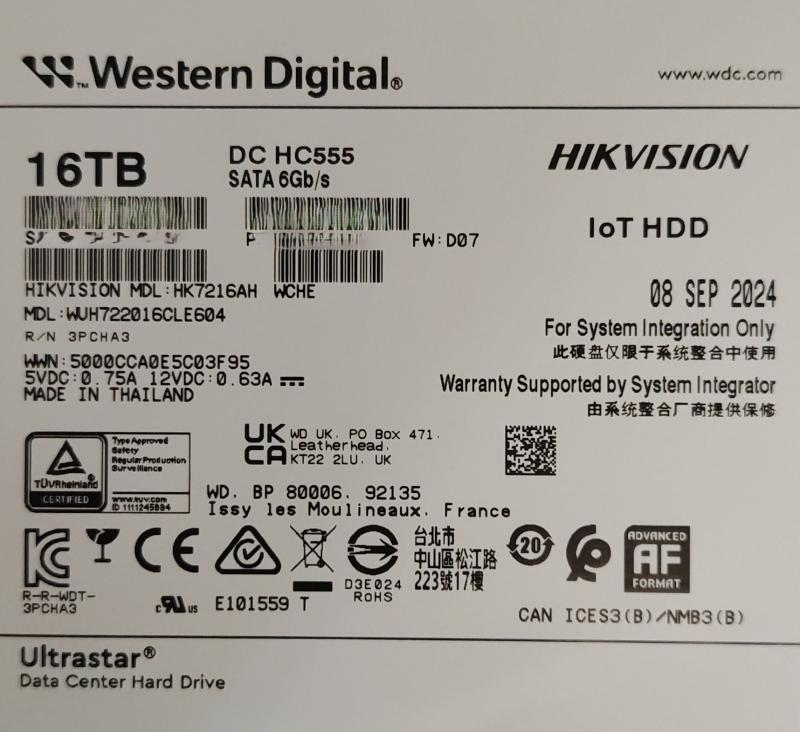 Western Digital®
www.wdc.com
16TB
DC HC555
SATA 6Gb/s
HIKVISION
IoT HDD
FW:D07
HIKVISION MDL:HK7216AH WCHE
MDL:WUH722016CLE604
R/N 3PCHA3
08 SEP 2024
For System Integration Only
此硬盘仅限于系统整合中使用
WWN:5000CCA0E5C03F95
5VDC:0.75A 12VDC:0.63A
MADE IN THAILAND
Warranty Supported by System Integrator
由系统整合厂商提供保修
TÜVRheinland
CERTIFIED
Type Approved
Safety
Regular Production
Surveillance
www.tuv.com
ID 1111245984
UK
CA
WD UK, PO Box 471.
Leatherhead,
KT22 2LU, UK
WD, BP 80006, 92135
Issy les Moulineaux, France
R-R-WDT-
3PCHA3
CE
c RU us
E101559 T
D3E024
RoHS
台北市
中山區松江路
223號17樓
20
ADVANCED
AF
FORMAT
CAN ICES3(B)/NMB3(B)
Ultrastar®
Data Center Hard Drive